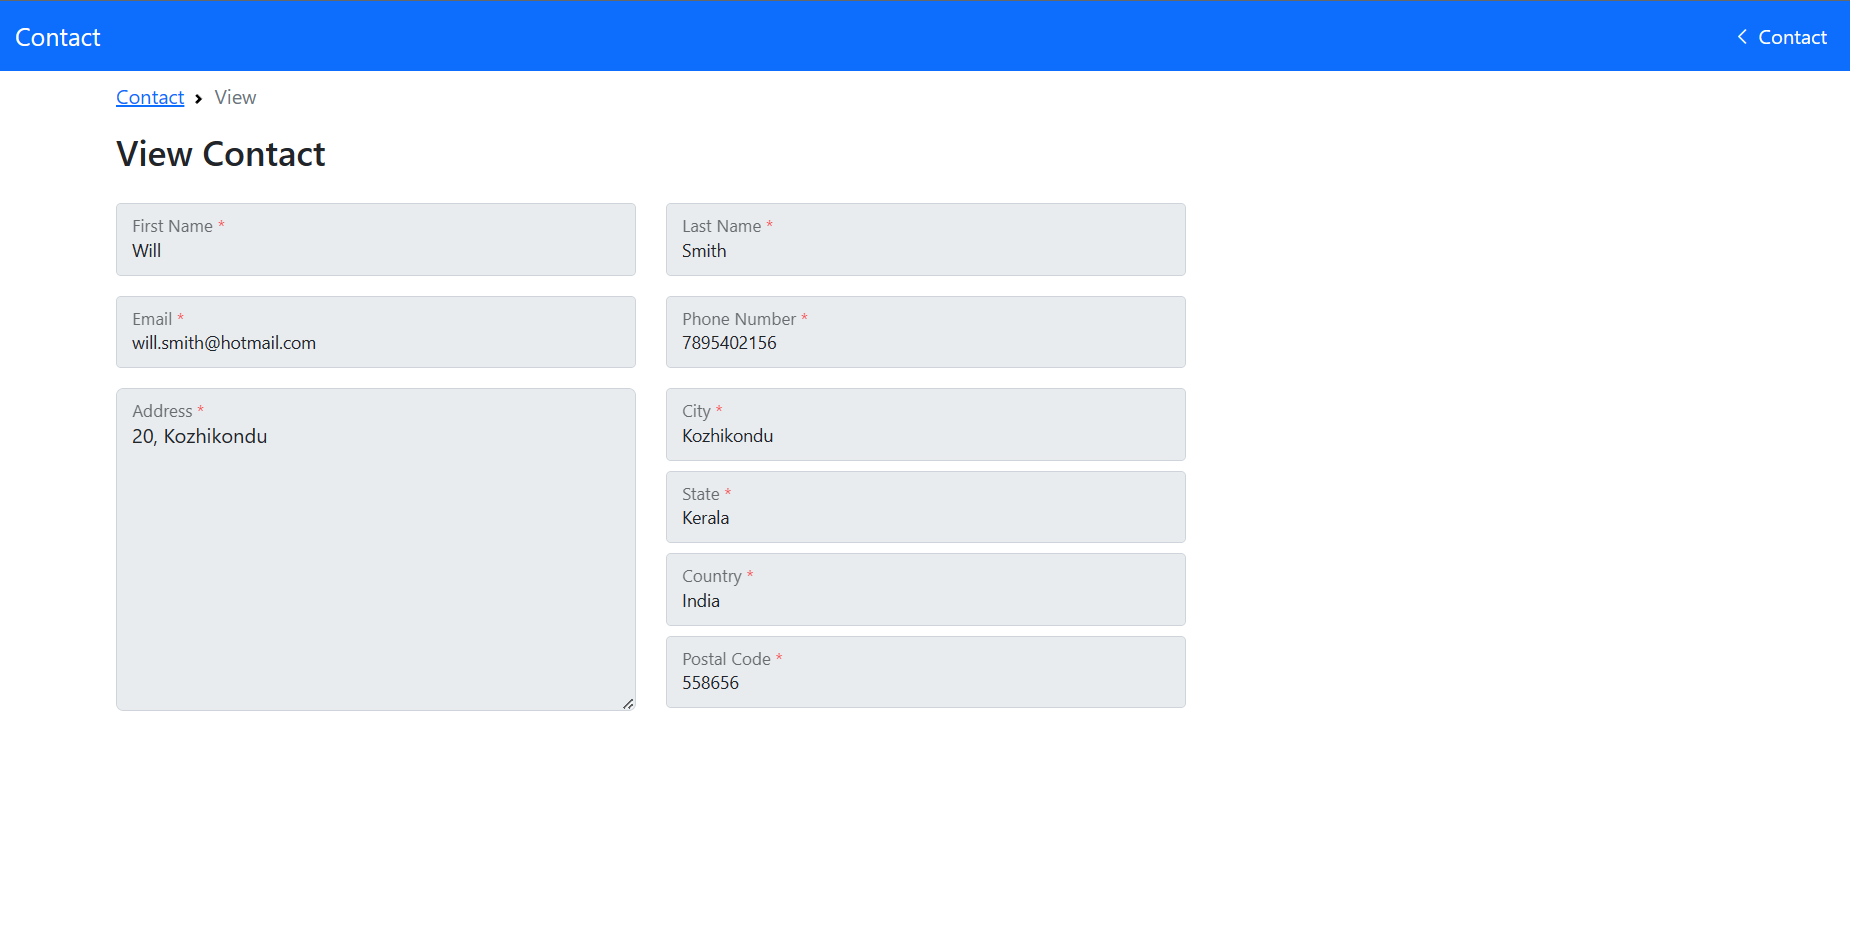 Contact
Contact
Contact View
View Contact
First Name *
Will
Last Name *
Smith
Email *
will.smith@hotmail.com
Phone Number *
7895402156
Address *
20, Kozhikondu
City *
Kozhikondu
State *
Kerala
Country *
India
Postal Code *
558656